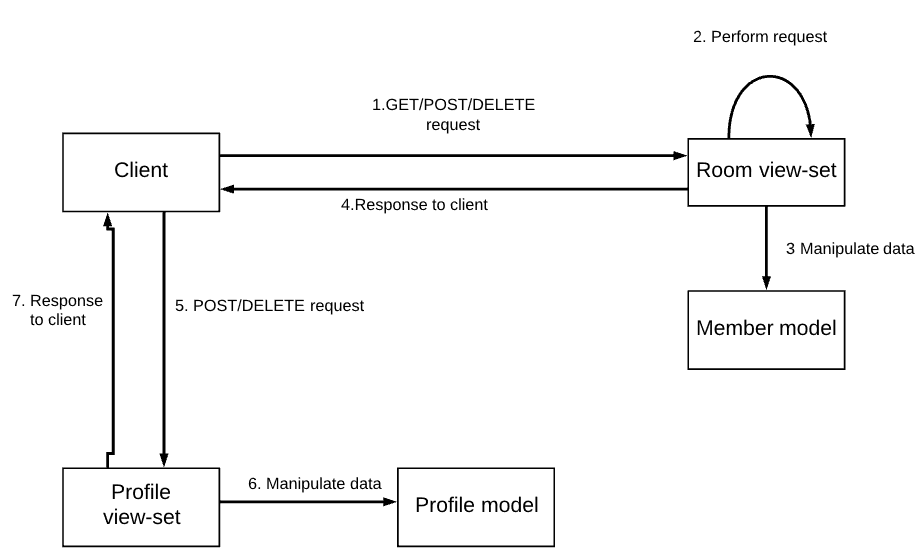 2. Perform request
1.GET/POST/DELETE
request
Client
Room view-set
4.Response to client
3 Manipulate data
7. Response
to client
5. POST/DELETE request
Member model
6. Manipulate data
Profile
view-set
Profile model